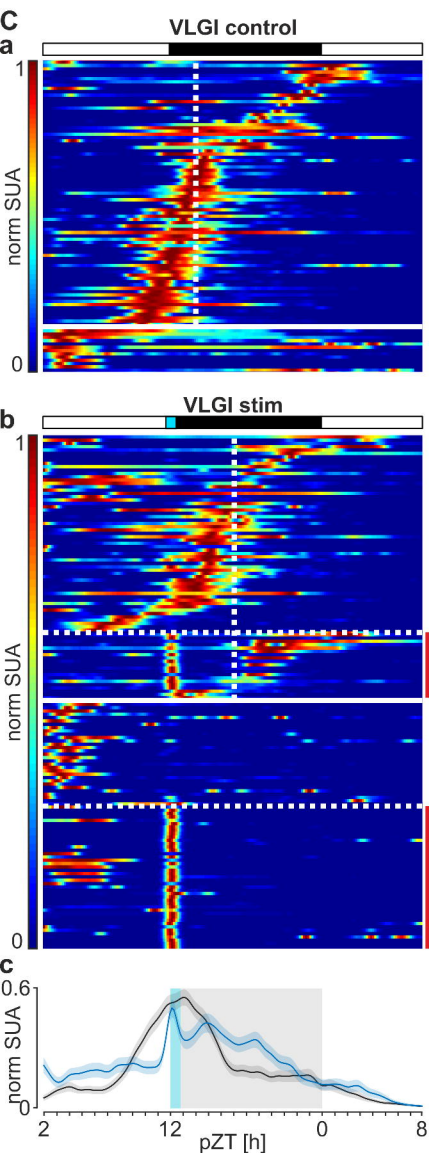 C
VLGI control
a
1
norm SUA
0
VLGI stim
b
1
norm SUA
0
c
0.6
norm SUA
0
2 12 0 8
pZT [h]